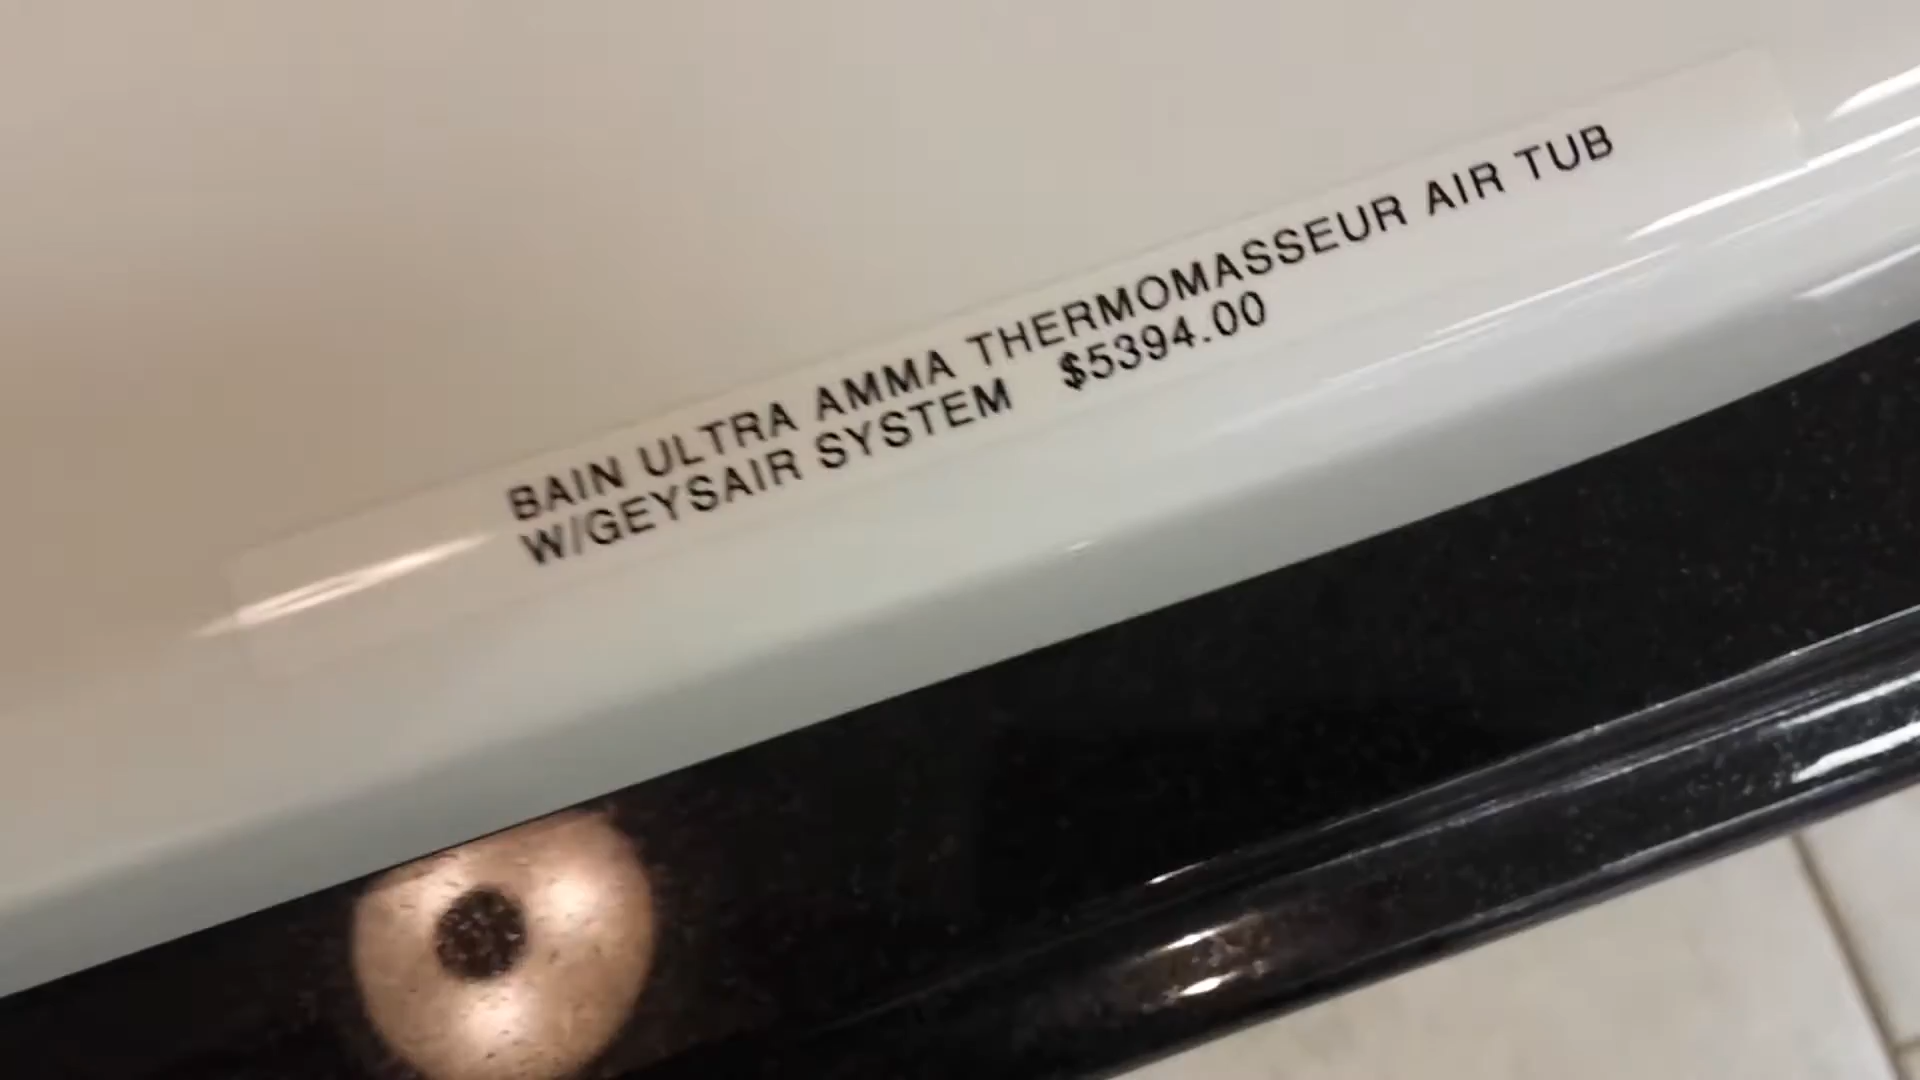 BAIN ULTRA AMMA THERMOMASSEUR AIR TUB
W/GEYSAIR SYSTEM $5394.00